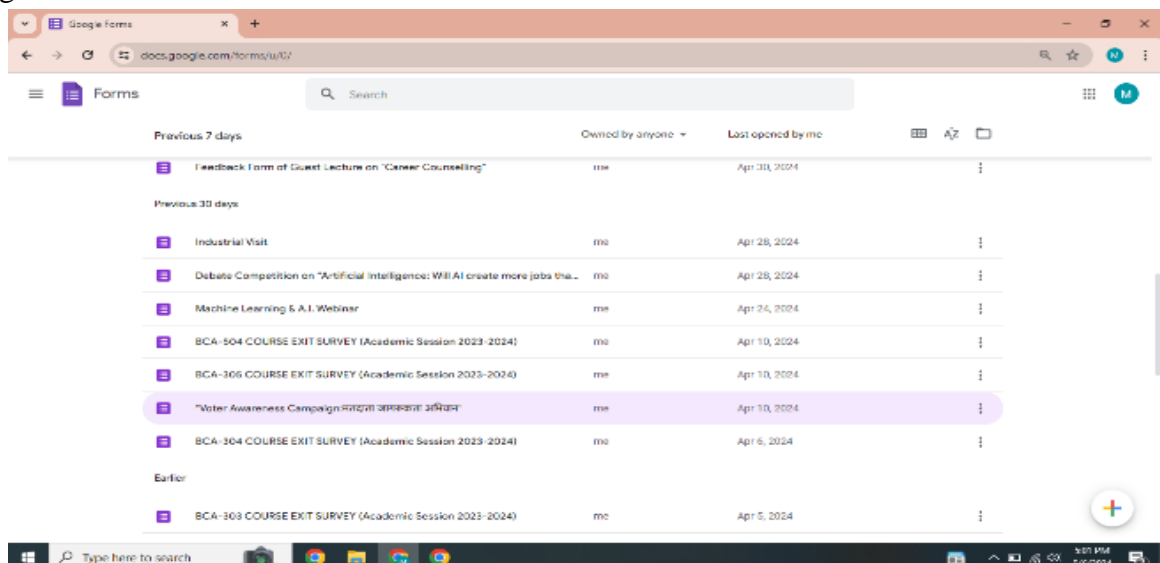 Google Forms
docs.google.com/forms/u/0/
M
Forms
Search
M
Previous 7 days Owned by anyone Last opened by me
Feedback Form of Guest Lecture on "Career Counselling" me Apr 30, 2024
Previous 30 days
Industrial Visit me Apr 28, 2024
Debate Competition on "Artificial Intelligence: Will AI create more jobs tha... me Apr 28, 2024
Machine Learning & A.I. Webinar me Apr 24, 2024
BCA-504 COURSE EXIT SURVEY (Academic Session 2023-2024) me Apr 10, 2024
BCA-306 COURSE EXIT SURVEY (Academic Session 2023-2024) me Apr 10, 2024
"Voter Awareness Campaign:मतदाता जागरूकता अभियान" me Apr 10, 2024
BCA-304 COURSE EXIT SURVEY (Academic Session 2023-2024) me Apr 6, 2024
Earlier
BCA-303 COURSE EXIT SURVEY (Academic Session 2023-2024) me Apr 5, 2024
Type here to search
5:01 PM